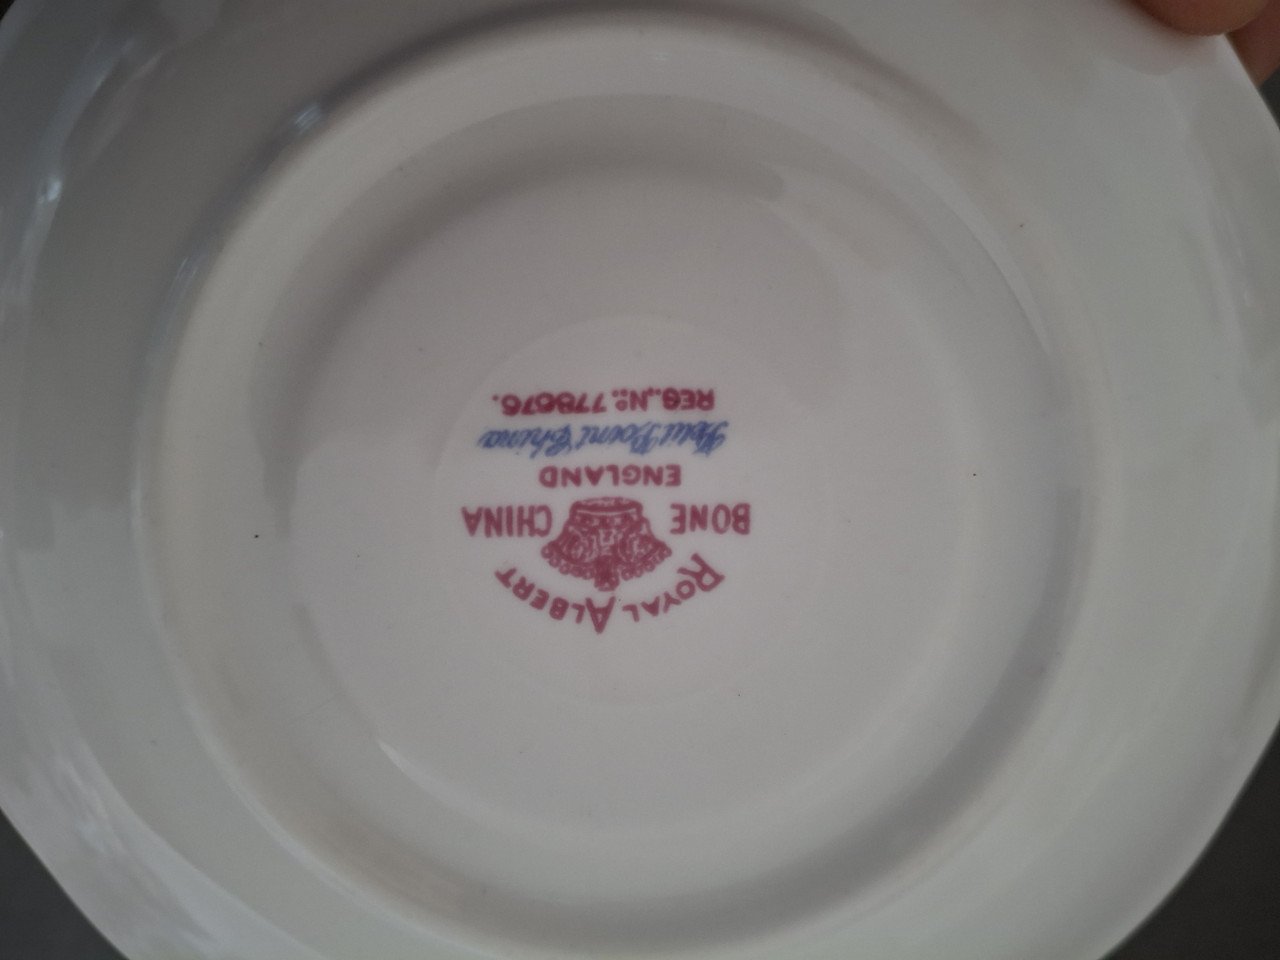 ROYAL ALBERT
BONE CHINA
ENGLAND
Petit Point China
REG. No. 778676.